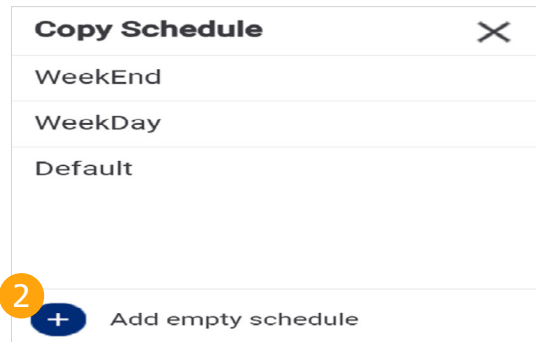 Copy Schedule
WeekEnd
WeekDay
Default
2
+ Add empty schedule